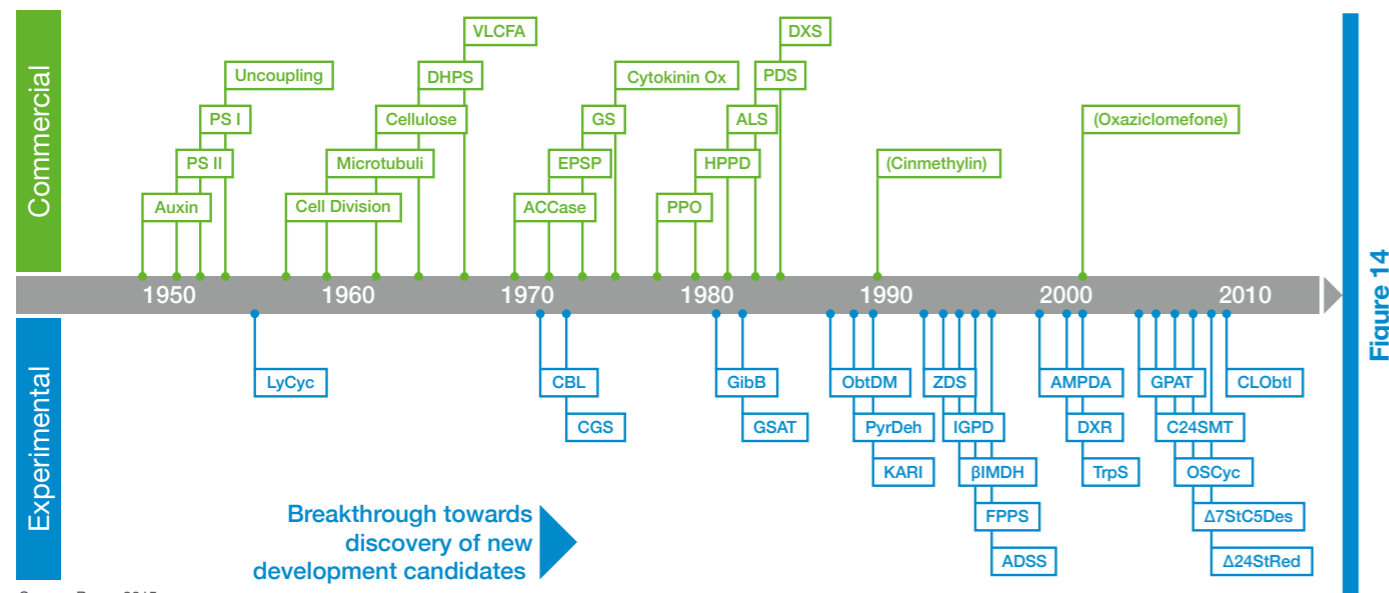 Commercial
VLCFA
DXS
Uncoupling
DHPS
Cytokinin Ox
PDS
PS I
Cellulose
GS
ALS
(Oxaziclomefone)
PS II
Microtubuli
EPSP
HPPD
(Cinmethylin)
Auxin
Cell Division
ACCase
PPO
1950 1960 1970 1980 1990 2000 2010
Experimental
LyCyc
CBL
GibB
ObtDM
ZDS
AMPDA
GPAT
CLObtl
CGS
GSAT
PyrDeh
IGPD
DXR
C24SMT
KARI
βIMDH
TrpS
OSCyc
FPPS
Δ7StC5Des
ADSS
Δ24StRed
Breakthrough towards
discovery of new
development candidates
Figure 14